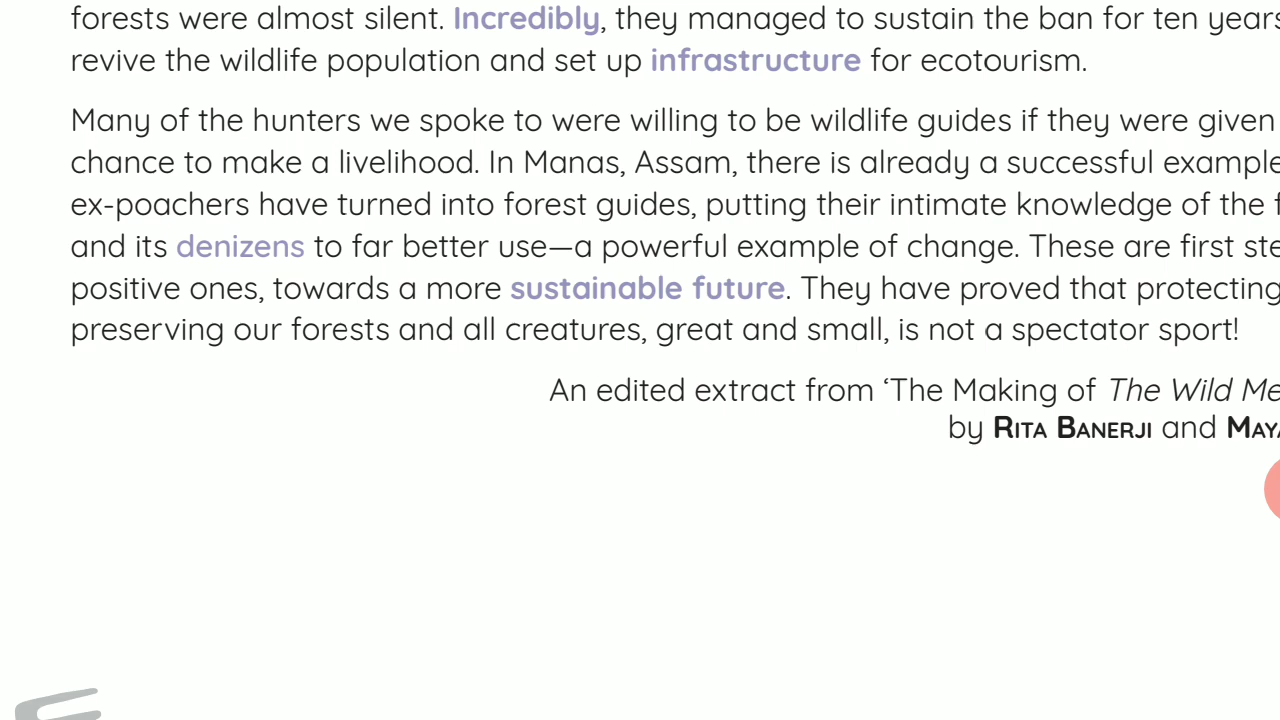 forests were almost silent. Incredibly, they managed to sustain the ban for ten years
revive the wildlife population and set up infrastructure for ecotourism.
Many of the hunters we spoke to were willing to be wildlife guides if they were given
chance to make a livelihood. In Manas, Assam, there is already a successful example
ex-poachers have turned into forest guides, putting their intimate knowledge of the
and its denizens to far better use—a powerful example of change. These are first
positive ones, towards a more sustainable future. They have proved that protecting
preserving our forests and all creatures, great and small, is not a spectator sport!
An edited extract from ‘The Making of The Wild
by Rita Banerji and